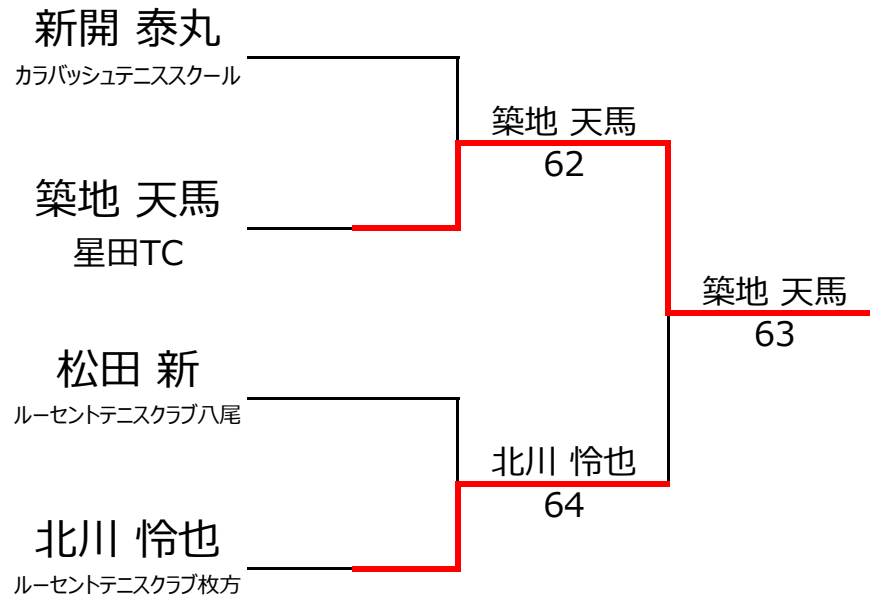 新開 泰丸
カラバッシュテニススクール
築地 天馬
62
築地 天馬
星田TC
築地 天馬
63
松田 新
ルーセントテニスクラブ八尾
北川 怜也
64
北川 怜也
ルーセントテニスクラブ枚方